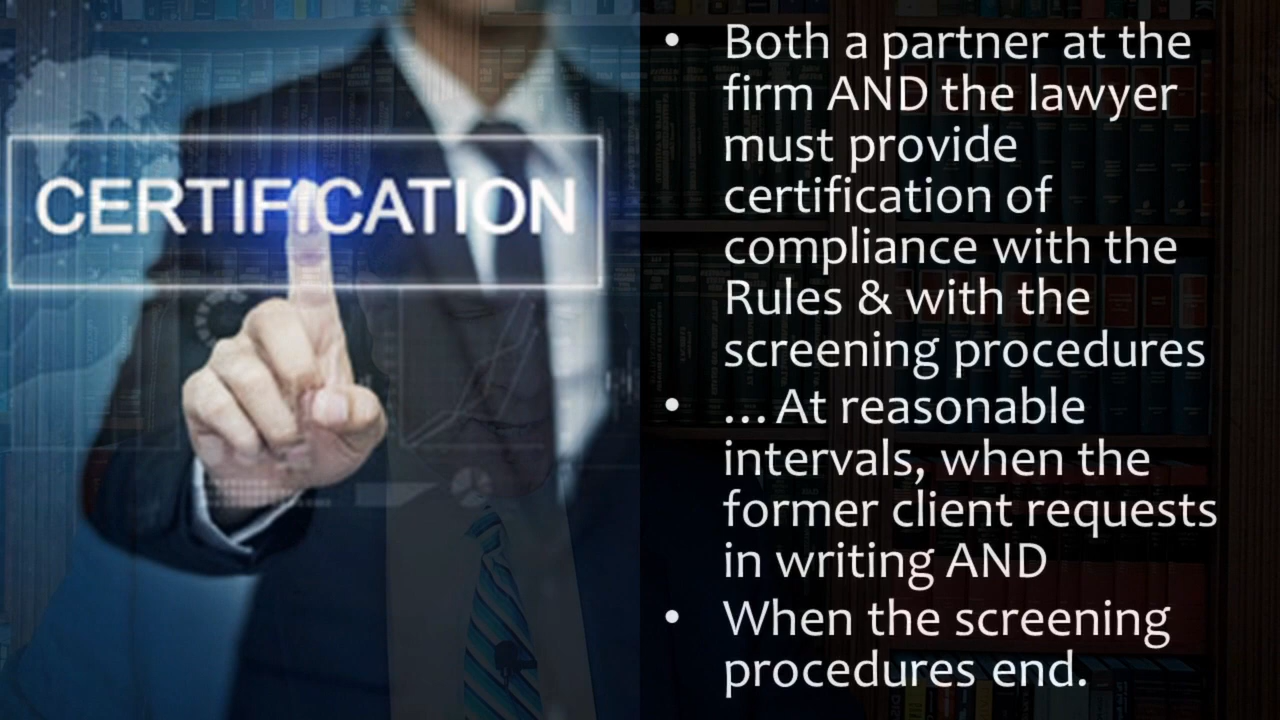 CERTIFICATION
• Both a partner at the
firm AND the lawyer
must provide
certification of
compliance with the
Rules & with the
screening procedures
• ... At reasonable
intervals, when the
former client requests
in writing AND
• When the screening
procedures end.